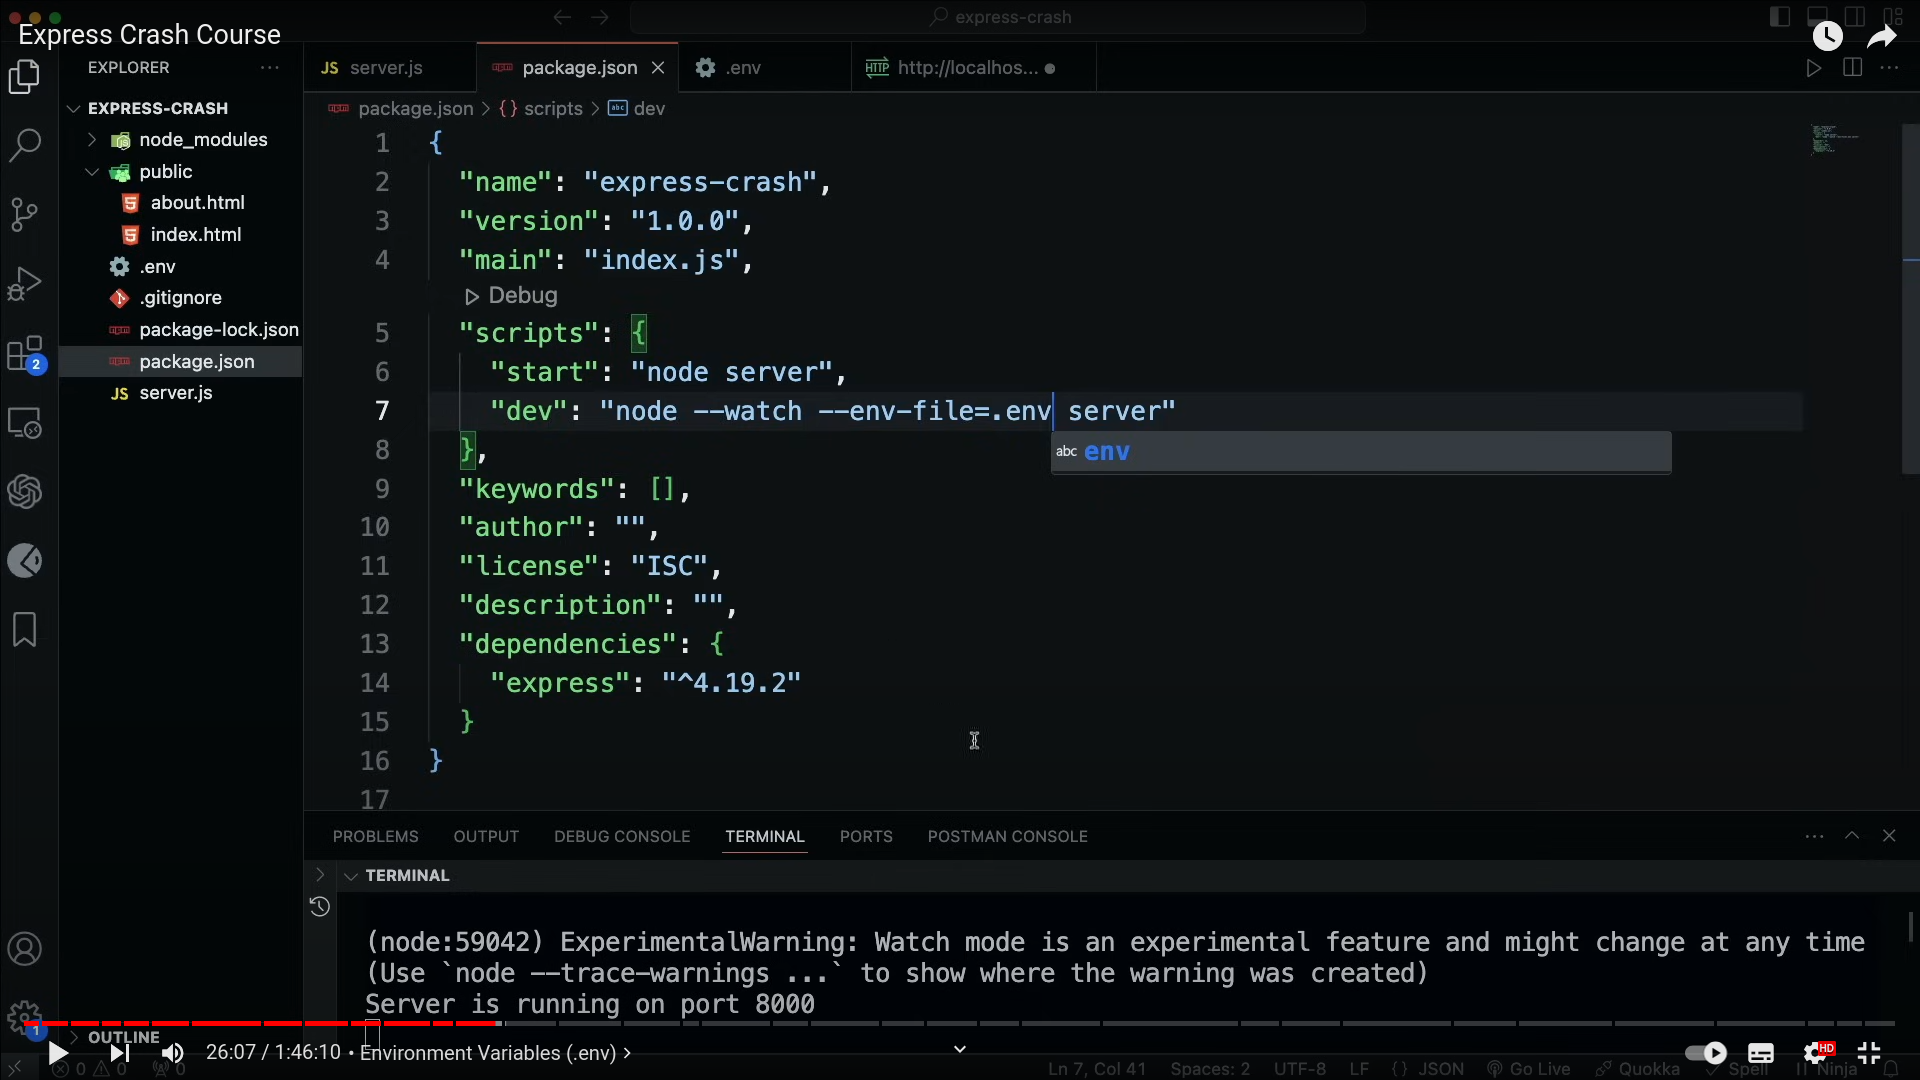 express-crash
Express Crash Course
EXPLORER
JS server.js
package.json
.env
HTTP http://localhos...
EXPRESS-CRASH
package.json > {} scripts > abc dev
node_modules
public
about.html
index.html
.env
.gitignore
package-lock.json
package.json
JS server.js
2
1 {
2 "name": "express-crash",
3 "version": "1.0.0",
4 "main": "index.js",
Debug
5 "scripts": {
6 "start": "node server",
7 "dev": "node --watch --env-file=.env server"
abc env
8 },
9 "keywords": [],
10 "author": "",
11 "license": "ISC",
12 "description": "",
13 "dependencies": {
14 "express": "^4.19.2"
15 }
16 }
17
PROBLEMS OUTPUT DEBUG CONSOLE TERMINAL PORTS POSTMAN CONSOLE
TERMINAL
(node:59042) ExperimentalWarning: Watch mode is an experimental feature and might change at any time
(Use `node --trace-warnings ...` to show where the warning was created)
Server is running on port 8000
1
OUTLINE
26:07 / 1:46:10 • Environment Variables (.env) >
HD
0 0 0 Ln 7, Col 41 Spaces: 2 UTF-8 LF {} JSON Go Live Quokka Spell Ninja